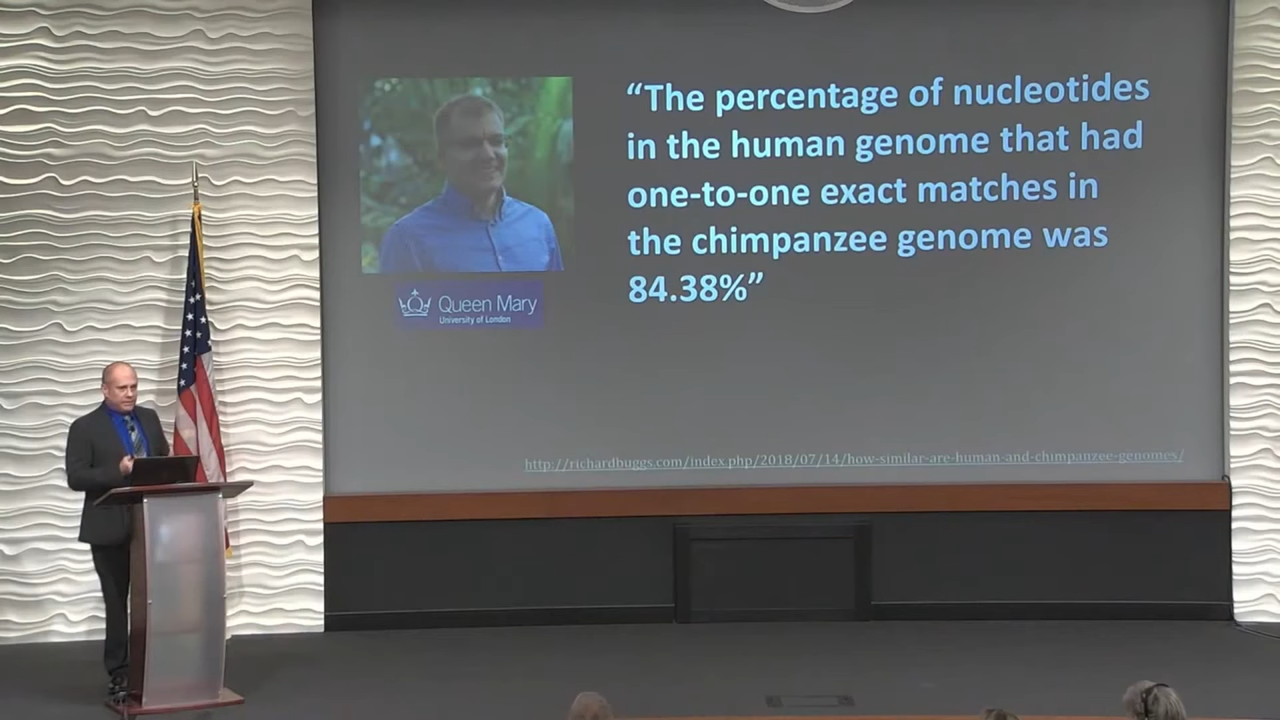 “The percentage of nucleotides
in the human genome that had
one-to-one exact matches in
the chimpanzee genome was
84.38%”
Queen Mary
University of London
http://richardbuggs.com/index.php/2018/07/14/how-similar-are-human-and-chimpanzee-genomes/